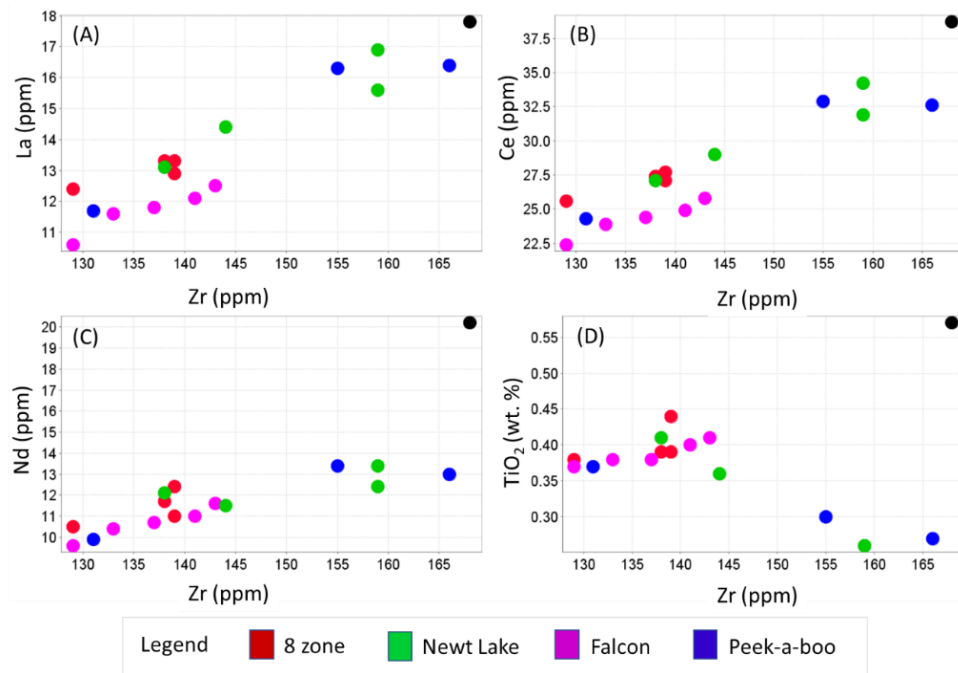 (A)
La (ppm)
18
17
16
15
14
13
12
11
130 135 140 145 150 155 160 165
Zr (ppm)
(B)
Ce (ppm)
37.5
35.0
32.5
30.0
27.5
25.0
22.5
130 135 140 145 150 155 160 165
Zr (ppm)
(C)
Nd (ppm)
20
19
18
17
16
15
14
13
12
11
10
130 135 140 145 150 155 160 165
Zr (ppm)
(D)
TiO₂ (wt. %)
0.55
0.50
0.45
0.40
0.35
0.30
130 135 140 145 150 155 160 165
Zr (ppm)
Legend 8 zone Newt Lake Falcon Peek-a-boo